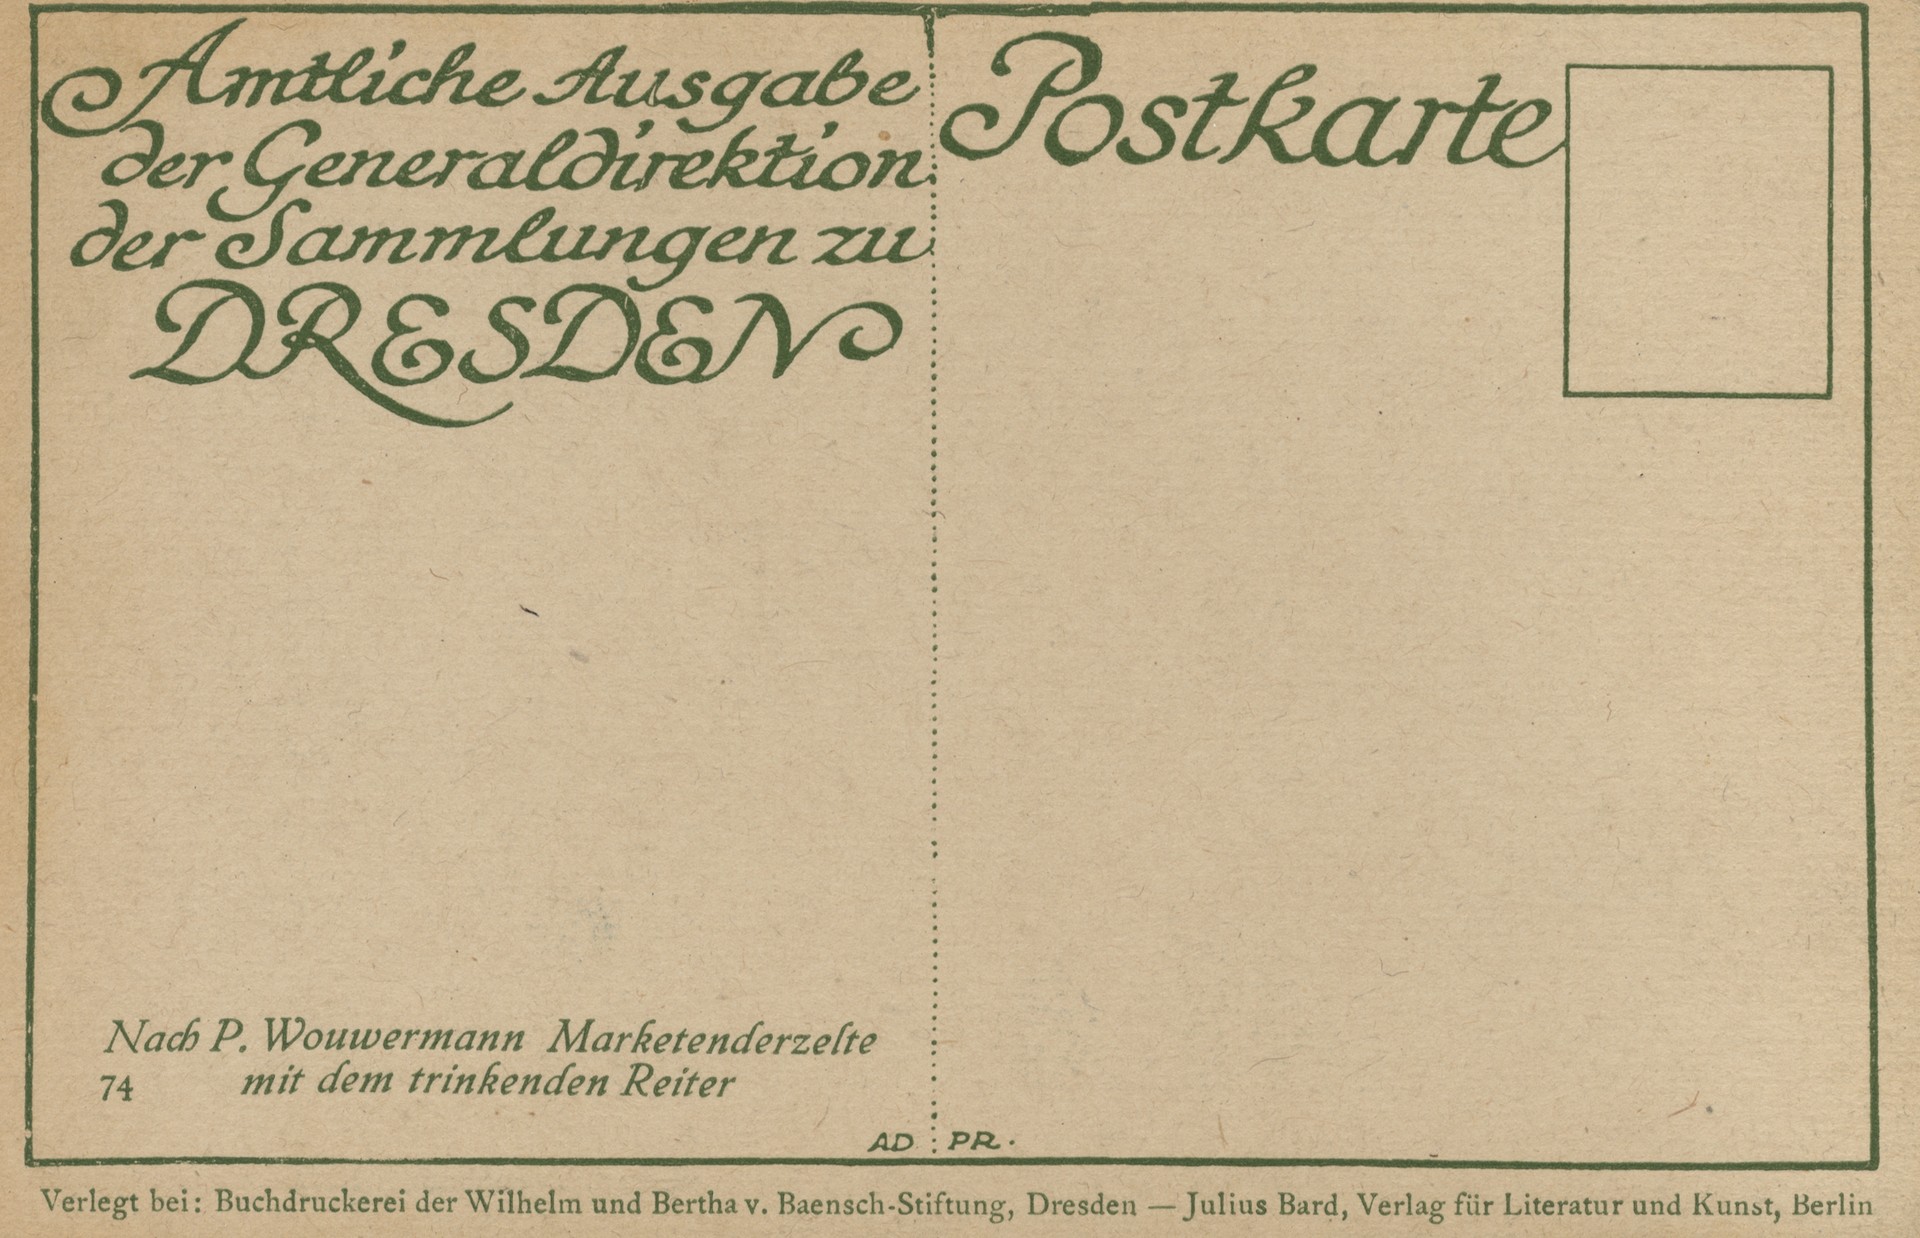 Amtliche Ausgabe
der Generaldirektion
der Sammlungen zu
DRESDEN
Postkarte
Nach P. Wouwermann Marketenderzelte
74 mit dem trinkenden Reiter
AD PR.
Verlegt bei: Buchdruckerei der Wilhelm und Bertha v. Baensch-Stiftung, Dresden — Julius Bard, Verlag für Literatur und Kunst, Berlin